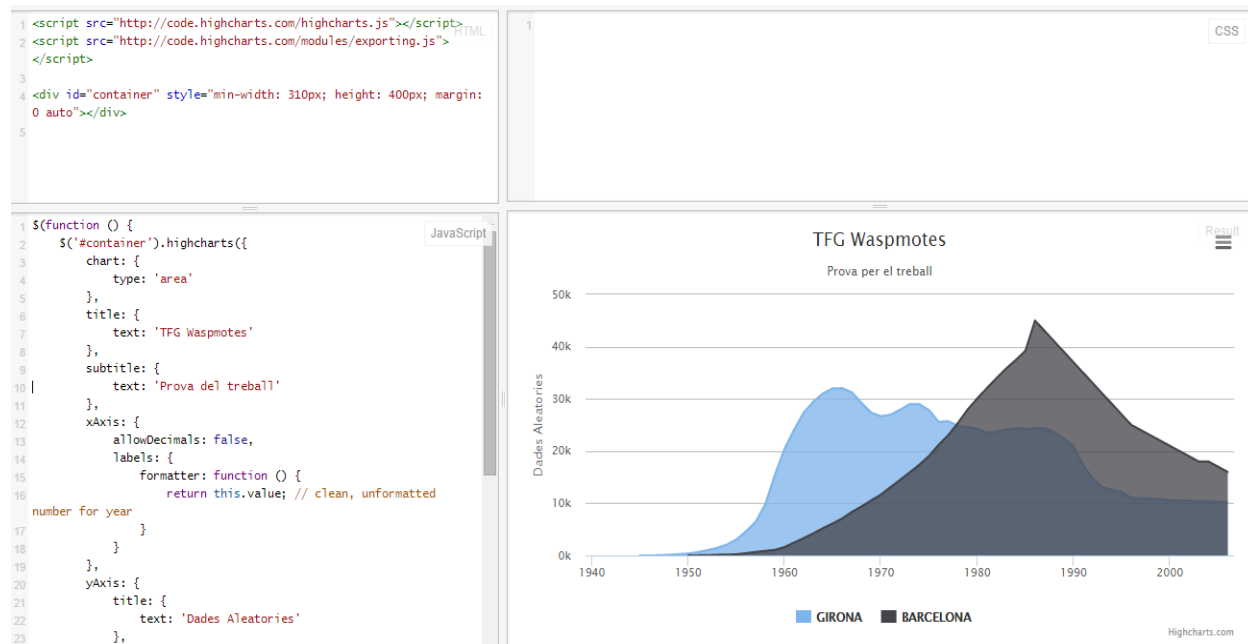 1 <script src="http://code.highcharts.com/highcharts.js"></script>
HTML
2 <script src="http://code.highcharts.com/modules/exporting.js">
</script>
3
4 <div id="container" style="min-width: 310px; height: 400px; margin:
0 auto"></div>
5
1
CSS
1 $(function () {
JavaScript
2 $('#container').highcharts({
3 chart: {
4 type: 'area'
5 },
6 title: {
7 text: 'TFG Waspmotes'
8 },
9 subtitle: {
10 text: 'Prova del treball'
11 },
12 xAxis: {
13 allowDecimals: false,
14 labels: {
15 formatter: function () {
16 return this.value; // clean, unformatted
number for year
17 }
18 }
19 },
20 yAxis: {
21 title: {
22 text: 'Dades Aleatories'
23 },
Result
TFG Waspmotes
Prova per el treball
50k
40k
30k
20k
10k
0k
Dades Aleatories
1940 1950 1960 1970 1980 1990 2000
GIRONA BARCELONA
Highcharts.com